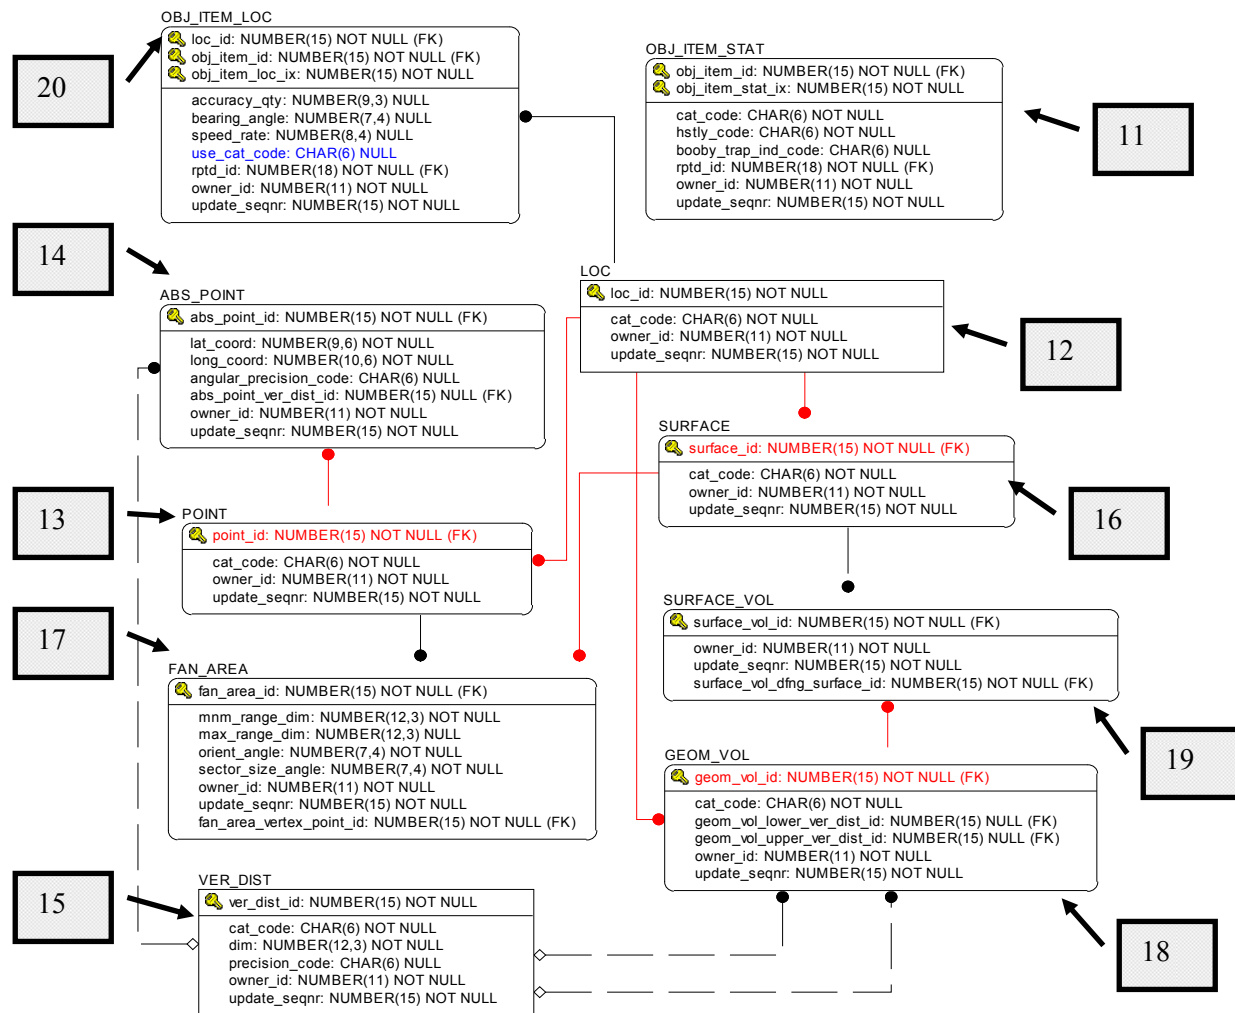 OBJ_ITEM_LOC
loc_id: NUMBER(15) NOT NULL (FK)
obj_item_id: NUMBER(15) NOT NULL (FK)
obj_item_loc_ix: NUMBER(15) NOT NULL
accuracy_qty: NUMBER(9,3) NULL
bearing_angle: NUMBER(7,4) NULL
speed_rate: NUMBER(8,4) NULL
use_cat_code: CHAR(6) NULL
rptd_id: NUMBER(18) NOT NULL (FK)
owner_id: NUMBER(11) NOT NULL
update_seqnr: NUMBER(15) NOT NULL
20
OBJ_ITEM_STAT
obj_item_id: NUMBER(15) NOT NULL (FK)
obj_item_stat_ix: NUMBER(15) NOT NULL
cat_code: CHAR(6) NOT NULL
hstly_code: CHAR(6) NOT NULL
booby_trap_ind_code: CHAR(6) NULL
rptd_id: NUMBER(18) NOT NULL (FK)
owner_id: NUMBER(11) NOT NULL
update_seqnr: NUMBER(15) NOT NULL
11
14
ABS_POINT
abs_point_id: NUMBER(15) NOT NULL (FK)
lat_coord: NUMBER(9,6) NOT NULL
long_coord: NUMBER(10,6) NOT NULL
angular_precision_code: CHAR(6) NULL
abs_point_ver_dist_id: NUMBER(15) NULL (FK)
owner_id: NUMBER(11) NOT NULL
update_seqnr: NUMBER(15) NOT NULL
LOC
loc_id: NUMBER(15) NOT NULL
cat_code: CHAR(6) NOT NULL
owner_id: NUMBER(11) NOT NULL
update_seqnr: NUMBER(15) NOT NULL
12
SURFACE
surface_id: NUMBER(15) NOT NULL (FK)
cat_code: CHAR(6) NOT NULL
owner_id: NUMBER(11) NOT NULL
update_seqnr: NUMBER(15) NOT NULL
16
13
POINT
point_id: NUMBER(15) NOT NULL (FK)
cat_code: CHAR(6) NOT NULL
owner_id: NUMBER(11) NOT NULL
update_seqnr: NUMBER(15) NOT NULL
SURFACE_VOL
surface_vol_id: NUMBER(15) NOT NULL (FK)
owner_id: NUMBER(11) NOT NULL
update_seqnr: NUMBER(15) NOT NULL
surface_vol_dfng_surface_id: NUMBER(15) NOT NULL (FK)
19
17
FAN_AREA
fan_area_id: NUMBER(15) NOT NULL (FK)
mnm_range_dim: NUMBER(12,3) NOT NULL
max_range_dim: NUMBER(12,3) NULL
orient_angle: NUMBER(7,4) NOT NULL
sector_size_angle: NUMBER(7,4) NOT NULL
owner_id: NUMBER(11) NOT NULL
update_seqnr: NUMBER(15) NOT NULL
fan_area_vertex_point_id: NUMBER(15) NOT NULL (FK)
GEOM_VOL
geom_vol_id: NUMBER(15) NOT NULL (FK)
cat_code: CHAR(6) NOT NULL
geom_vol_lower_ver_dist_id: NUMBER(15) NULL (FK)
geom_vol_upper_ver_dist_id: NUMBER(15) NULL (FK)
owner_id: NUMBER(11) NOT NULL
update_seqnr: NUMBER(15) NOT NULL
18
15
VER_DIST
ver_dist_id: NUMBER(15) NOT NULL
cat_code: CHAR(6) NOT NULL
dim: NUMBER(12,3) NOT NULL
precision_code: CHAR(6) NULL
owner_id: NUMBER(11) NOT NULL
update_seqnr: NUMBER(15) NOT NULL